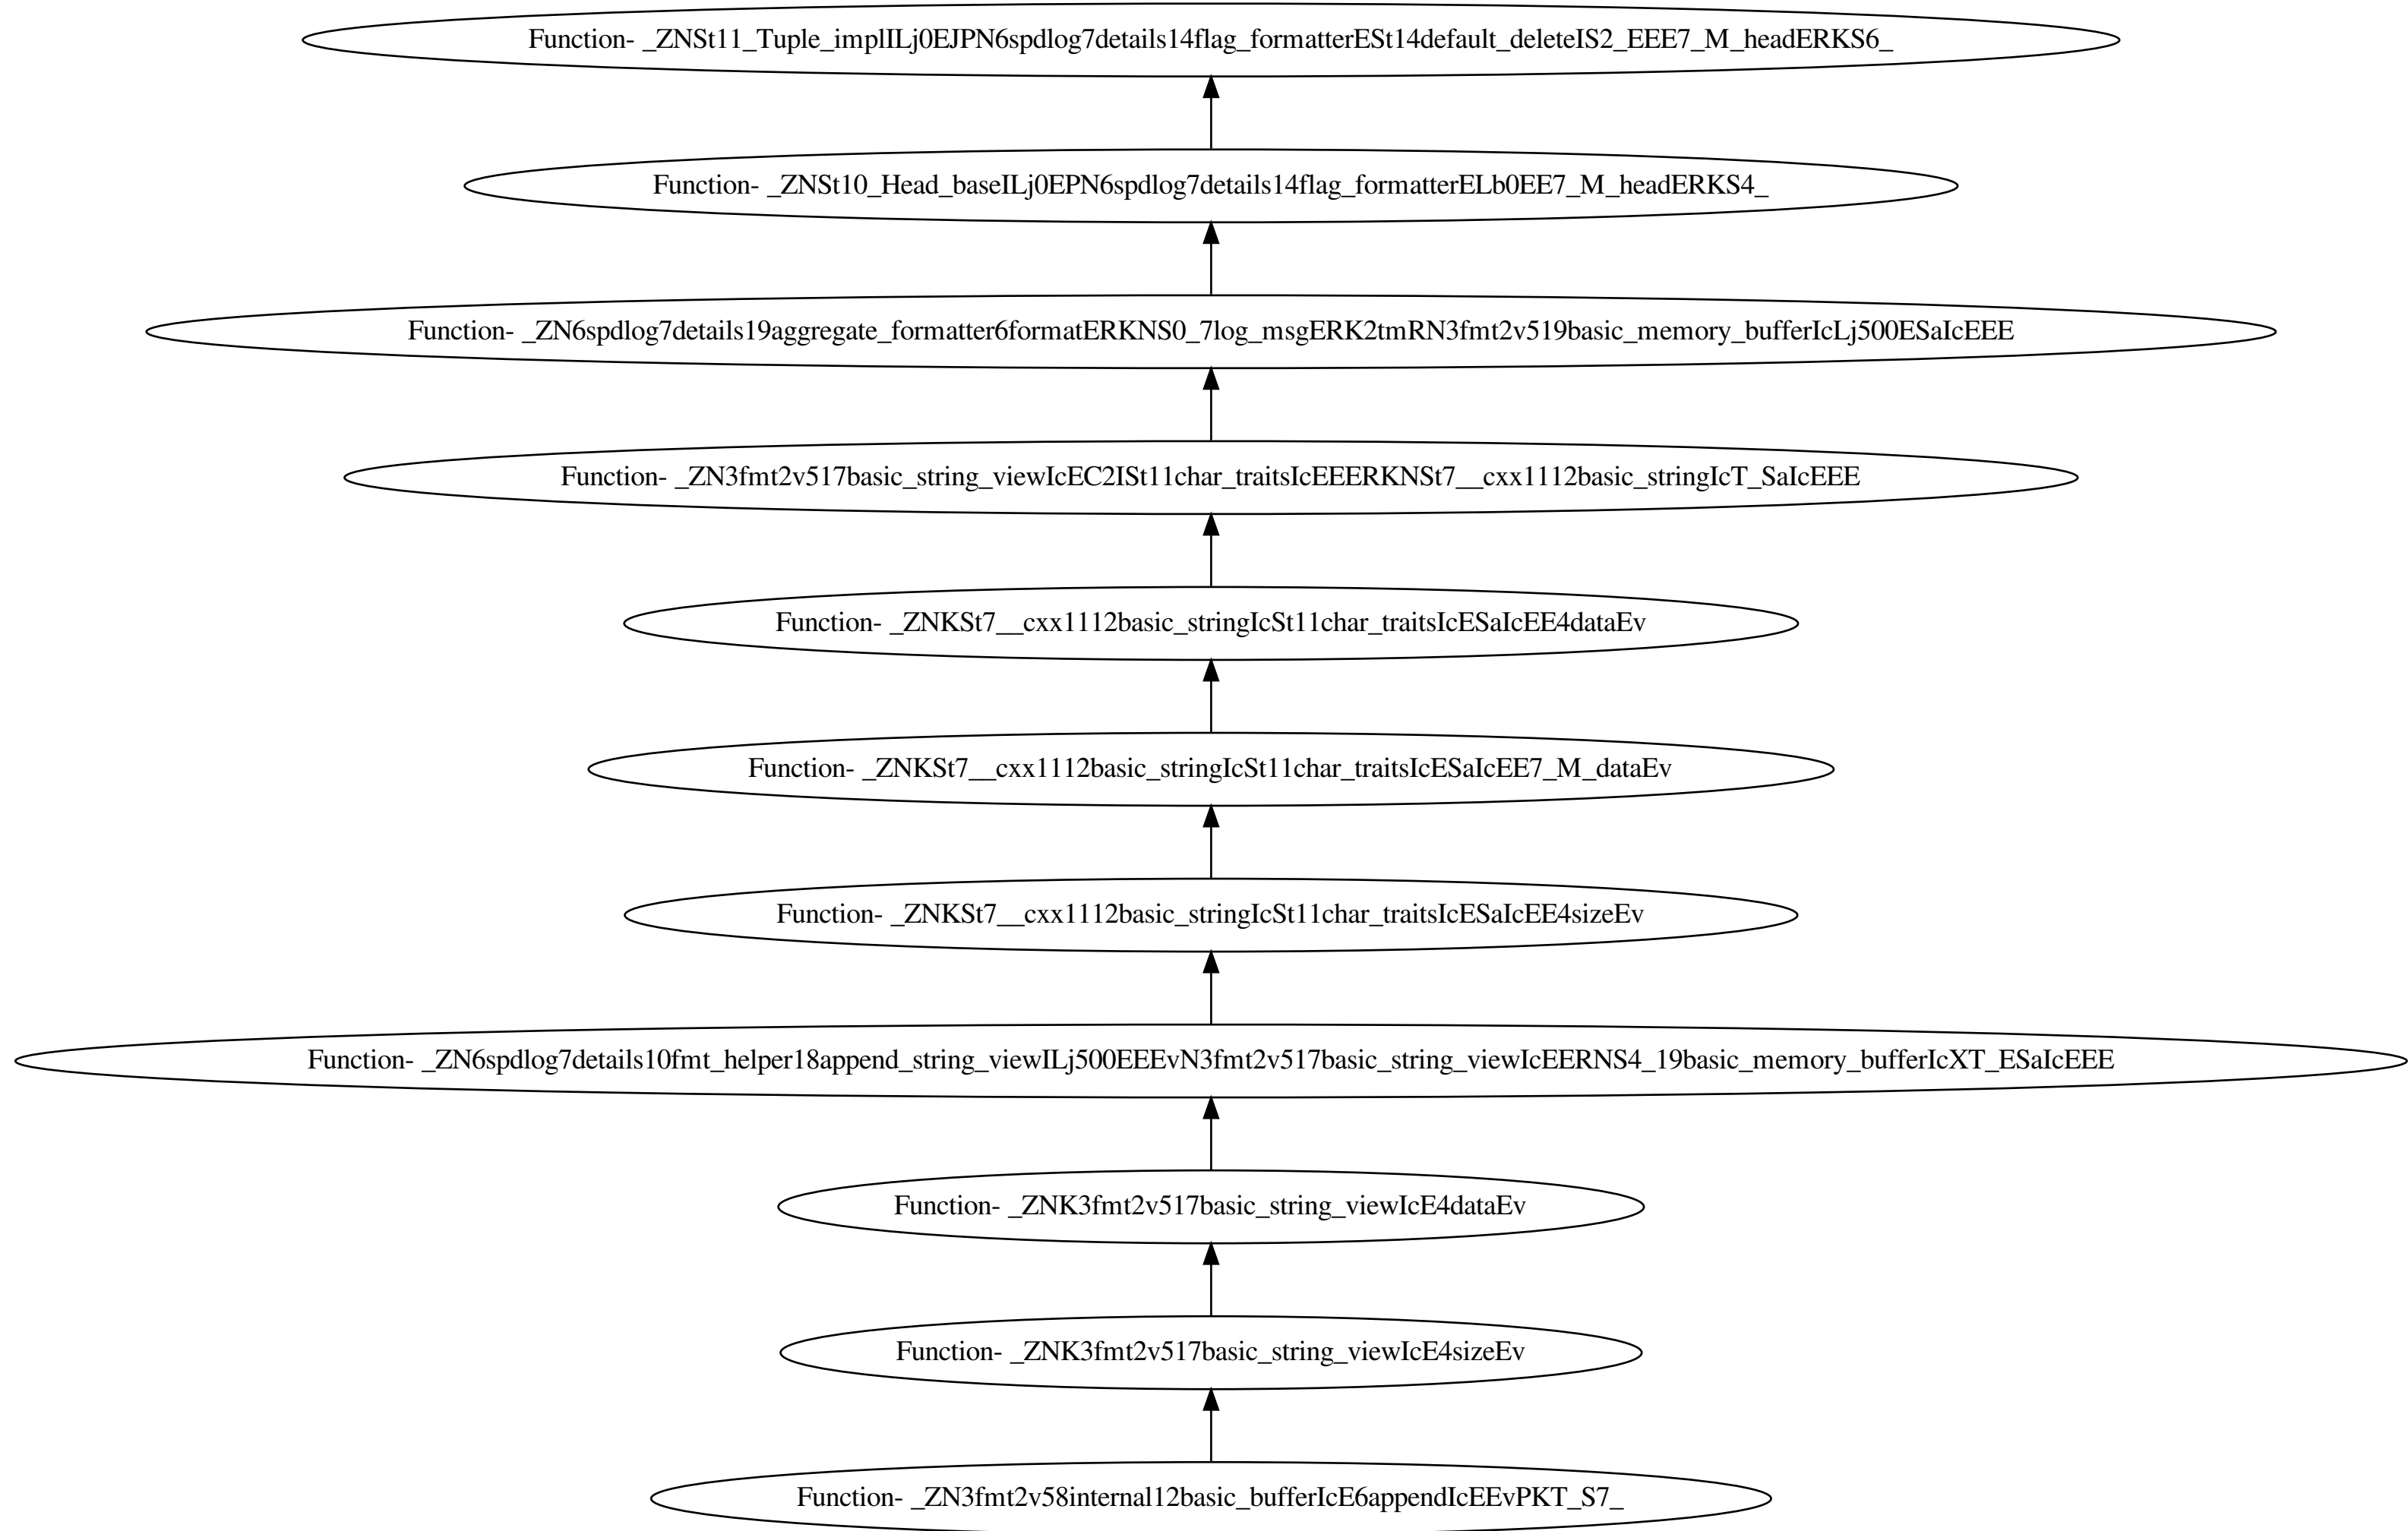 Function- _ZNSt11_Tuple_implILj0EJPN6spdlog7details14flag_formatterESt14default_deleteIS2_EEE7_M_headERKS6_
Function- _ZNSt10_Head_baseILj0EPN6spdlog7details14flag_formatterELb0EE7_M_headERKS4_
Function- _ZN6spdlog7details19aggregate_formatter6formatERKNS0_7log_msgERK2tmRN3fmt2v519basic_memory_bufferIcLj500ESaIcEEE
Function- _ZN3fmt2v517basic_string_viewIcEC2ISt11char_traitsIcEEERKNSt7__cxx1112basic_stringIcT_SaIcEEE
Function- _ZNKSt7__cxx1112basic_stringIcSt11char_traitsIcESaIcEE4dataEv
Function- _ZNKSt7__cxx1112basic_stringIcSt11char_traitsIcESaIcEE7_M_dataEv
Function- _ZNKSt7__cxx1112basic_stringIcSt11char_traitsIcESaIcEE4sizeEv
Function- _ZN6spdlog7details10fmt_helper18append_string_viewILj500EEEvN3fmt2v517basic_string_viewIcEERNS4_19basic_memory_bufferIcXT_ESaIcEEE
Function- _ZNK3fmt2v517basic_string_viewIcE4dataEv
Function- _ZNK3fmt2v517basic_string_viewIcE4sizeEv
Function- _ZN3fmt2v58internal12basic_bufferIcE6appendIcEEvPKT_S7_